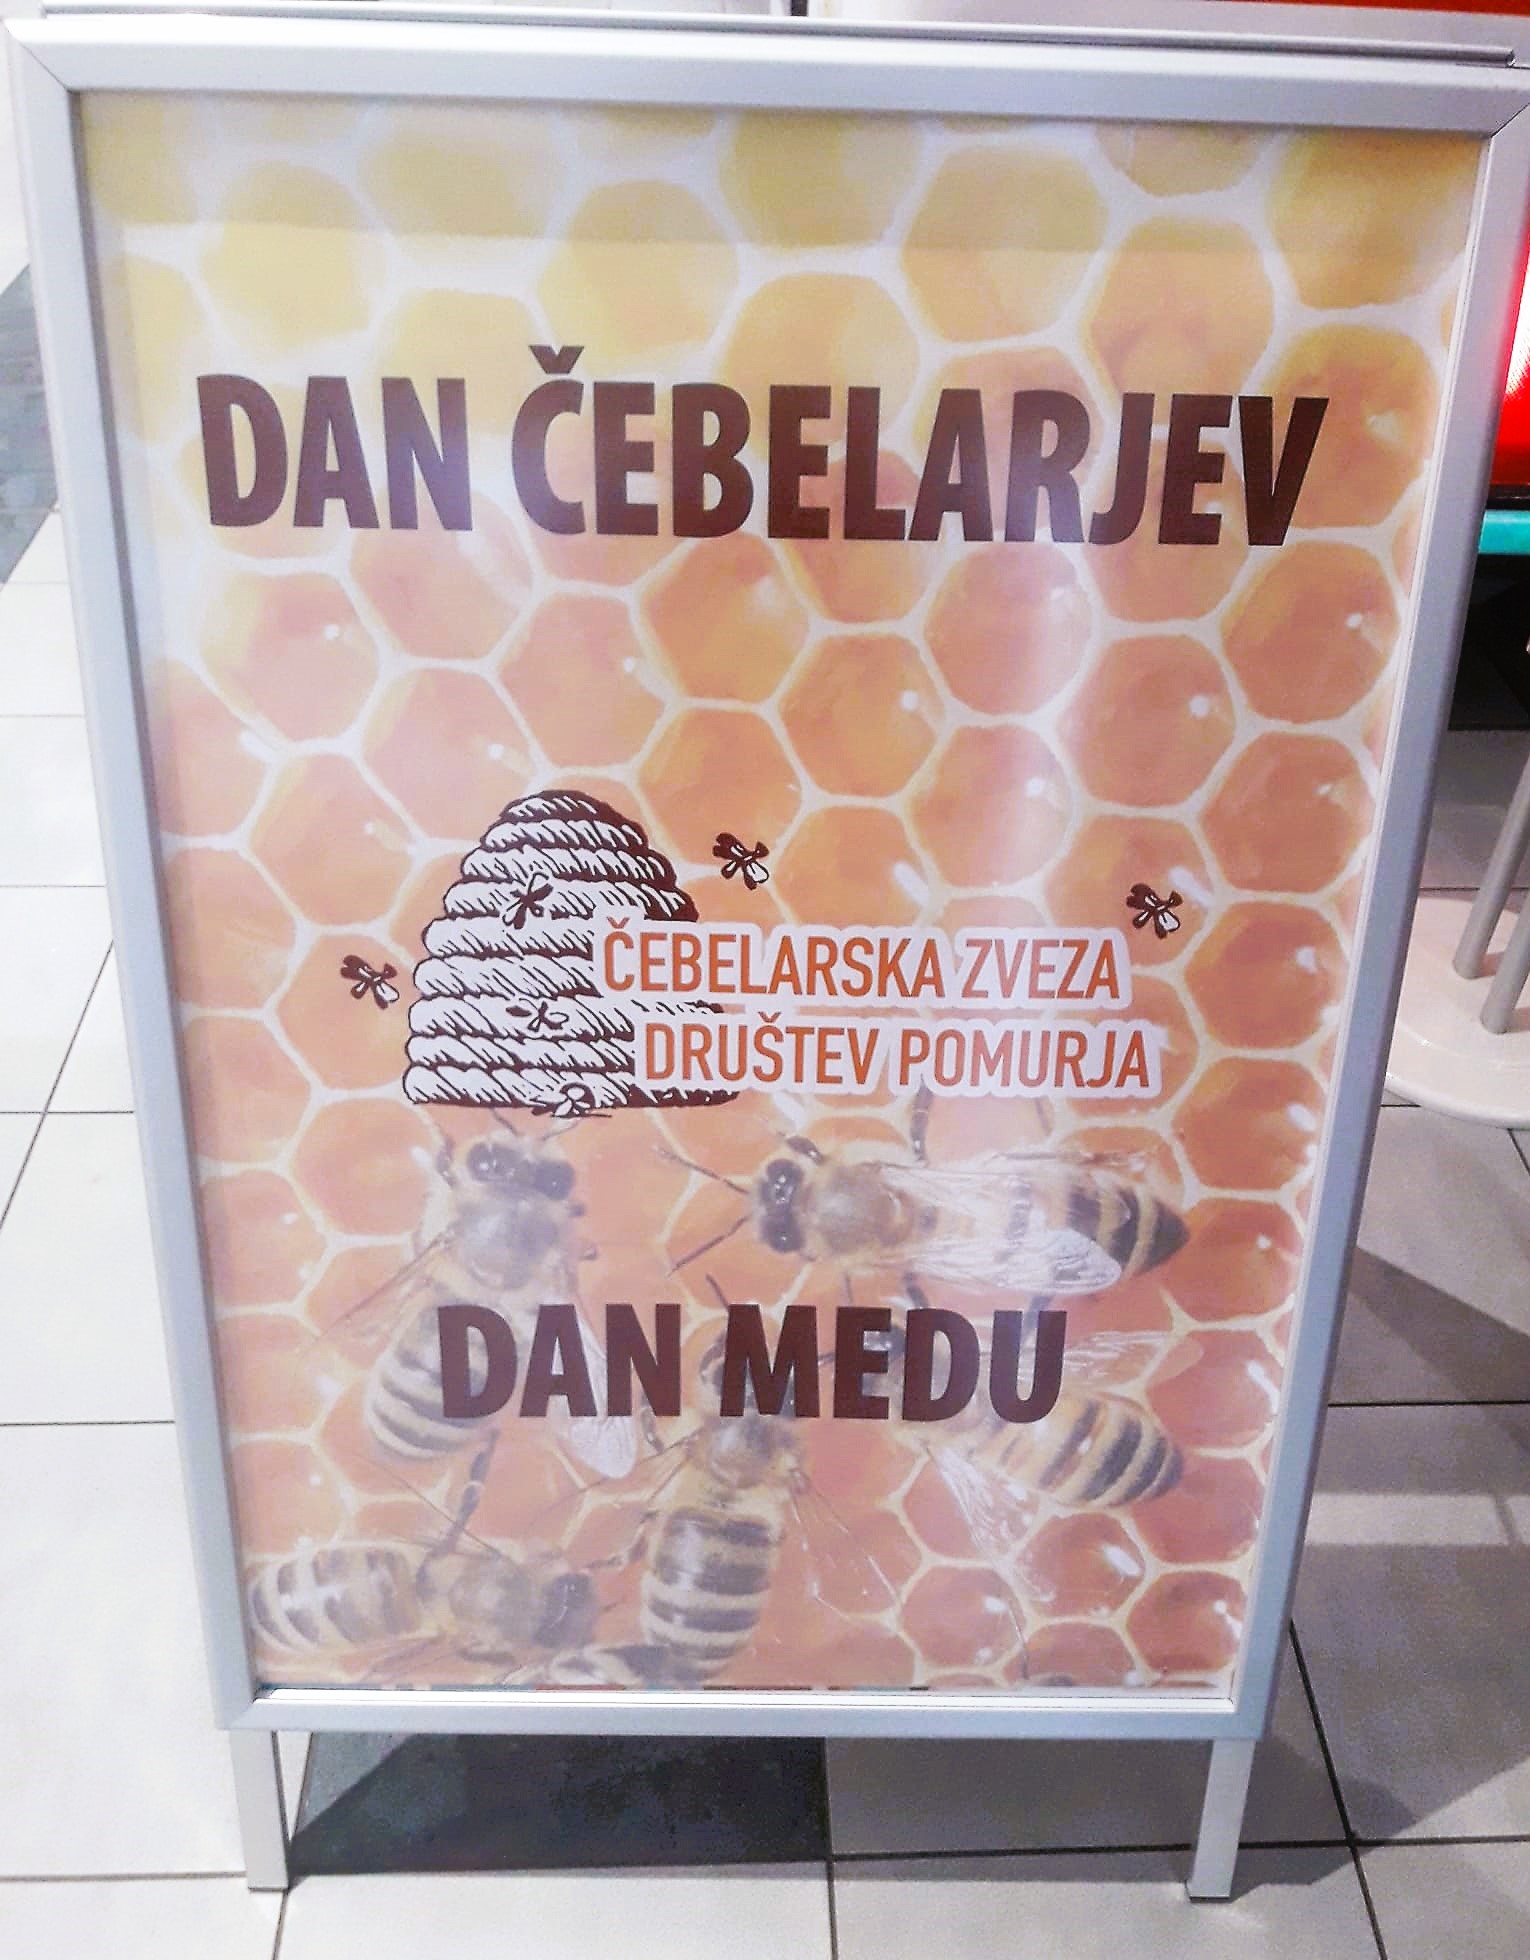 DAN ČEBELARJEV
ČEBELARSKA ZVEZA
DRUŠTEV POMURJA
DAN MEDU